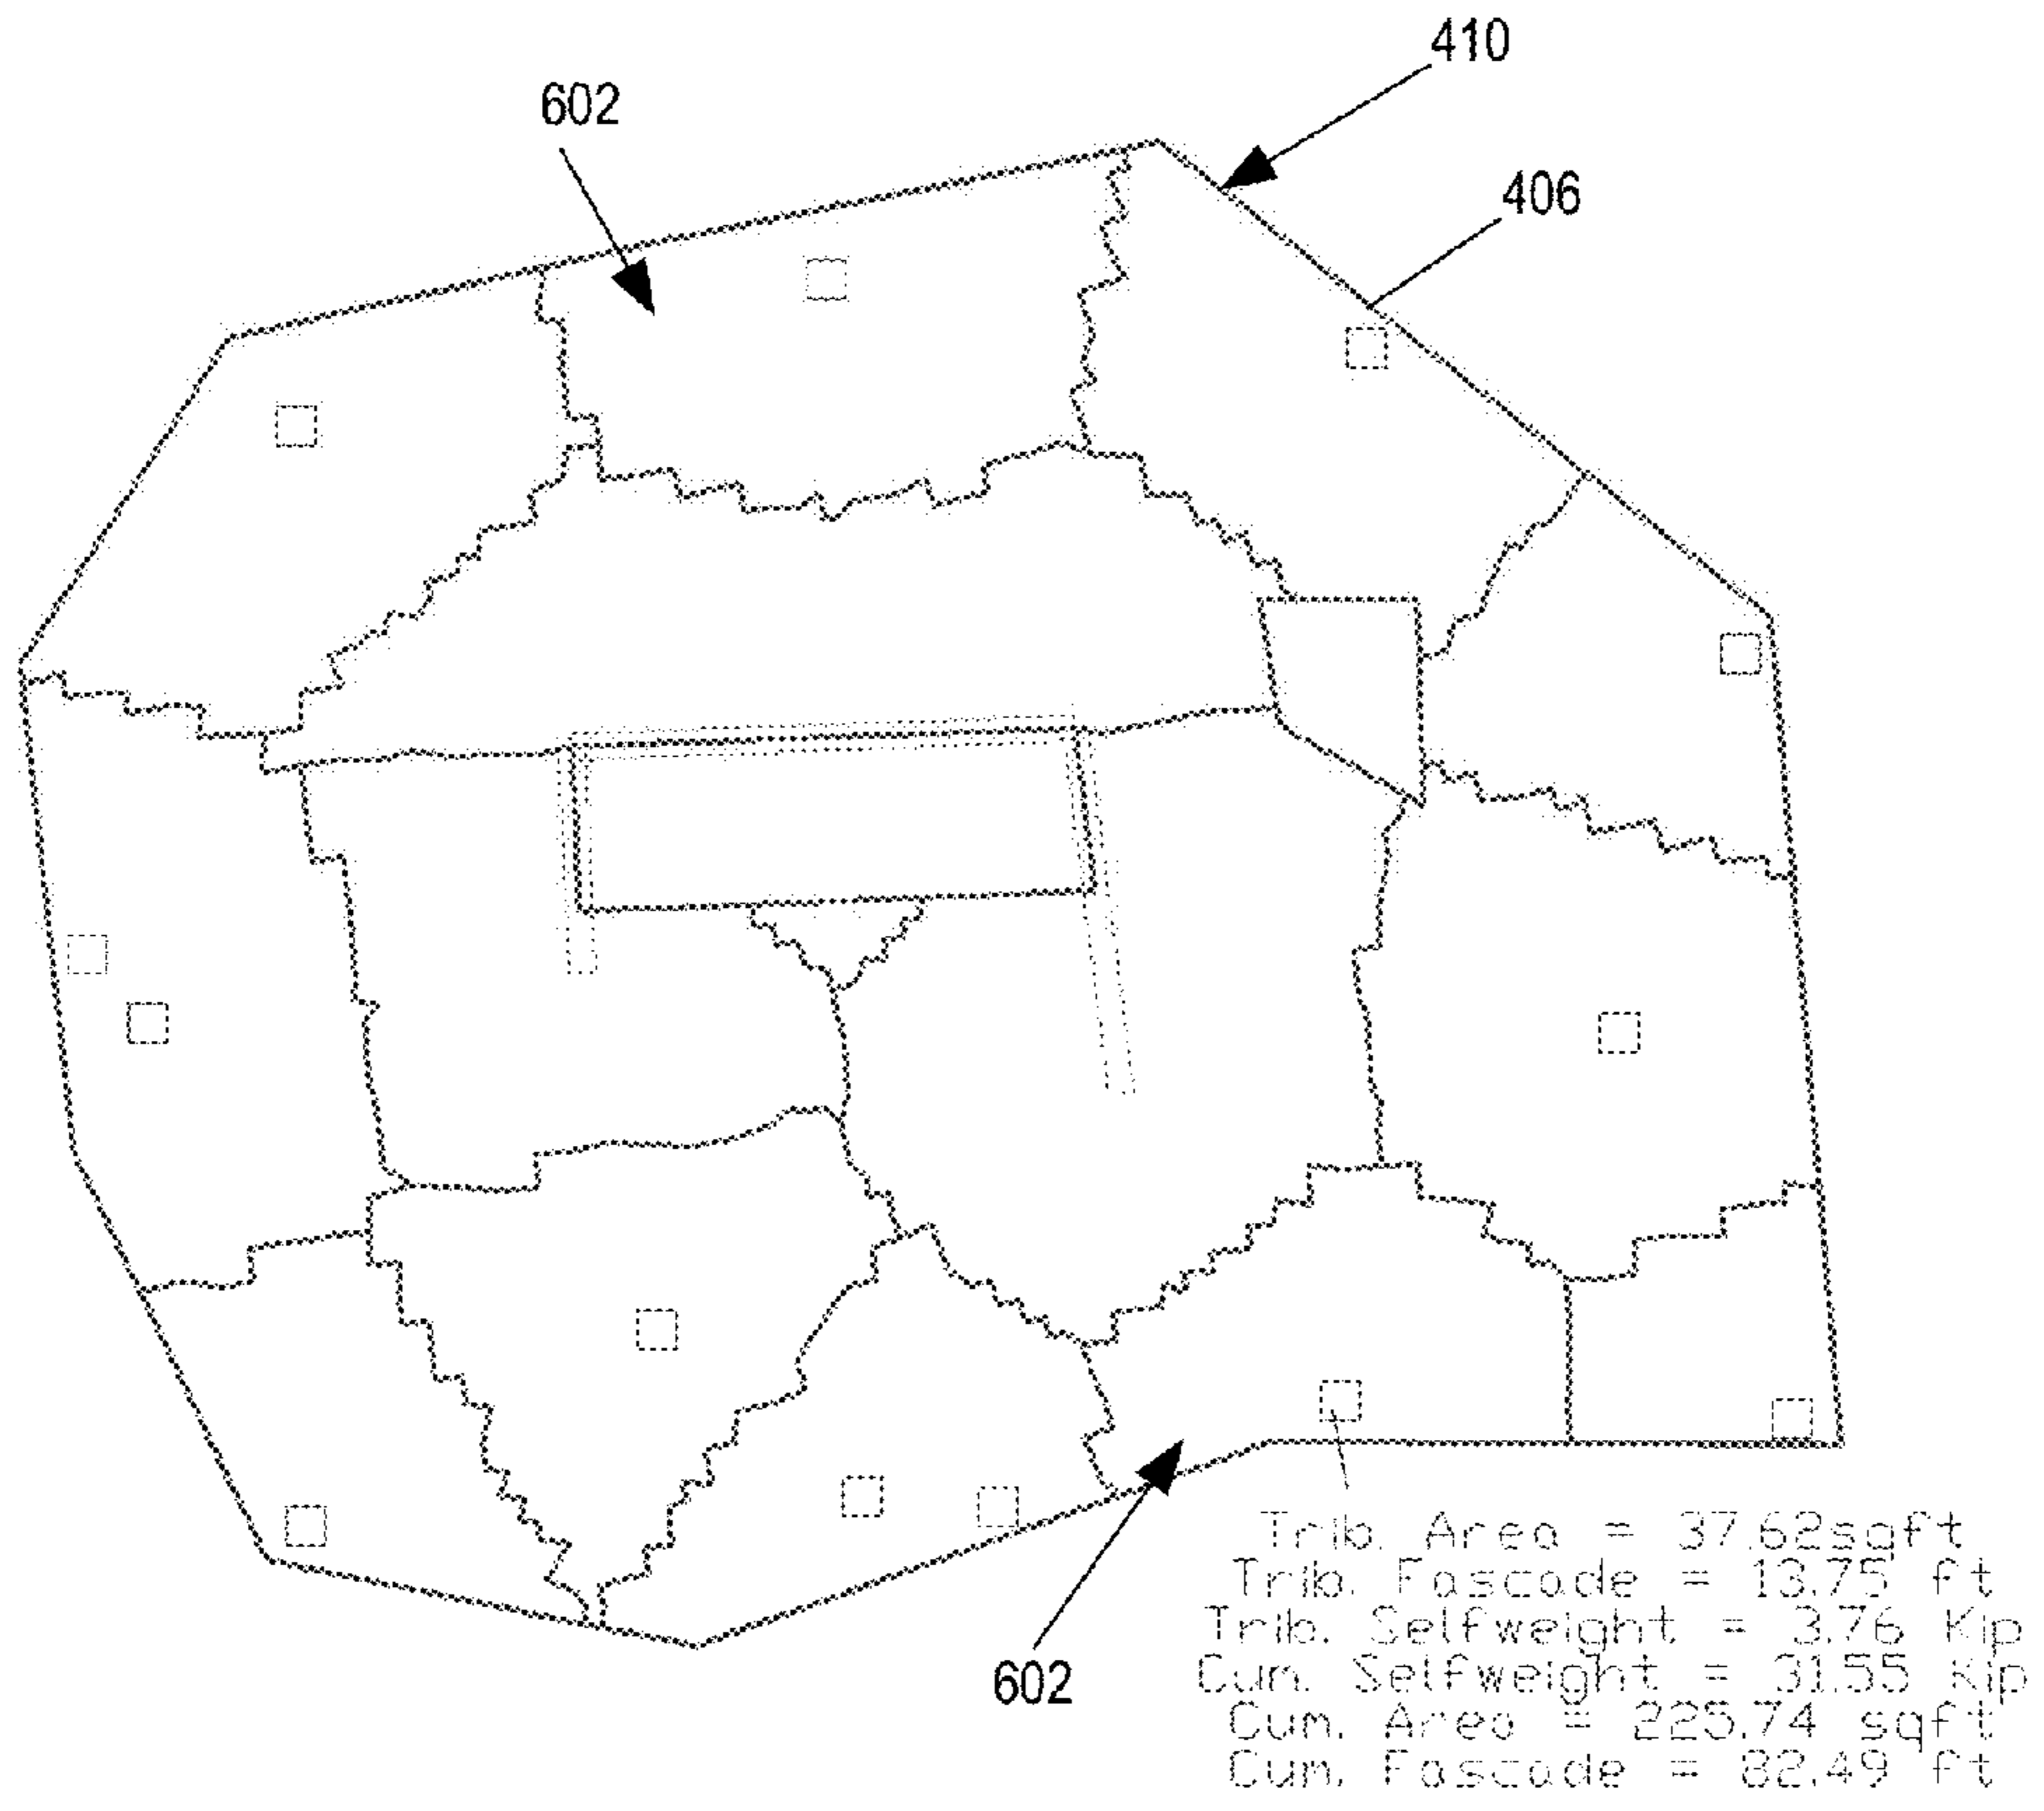 410
602
406
Trib. Area = 37.62sqft
Trib. Fascade = 13.75 ft
Trib. Selfweight = 3.76 Kip
Cum. Selfweight = 31.55 Kip
Cum. Area = 225.74 sqft
Cum. Fascade = 82.49 ft
602